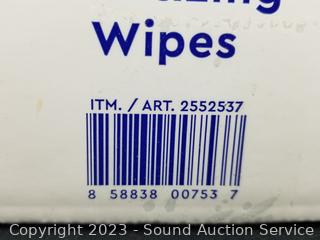 Wipes
ITM. / ART. 2552537
8 58838 00753 7
Copyright 2023 - Sound Auction Service